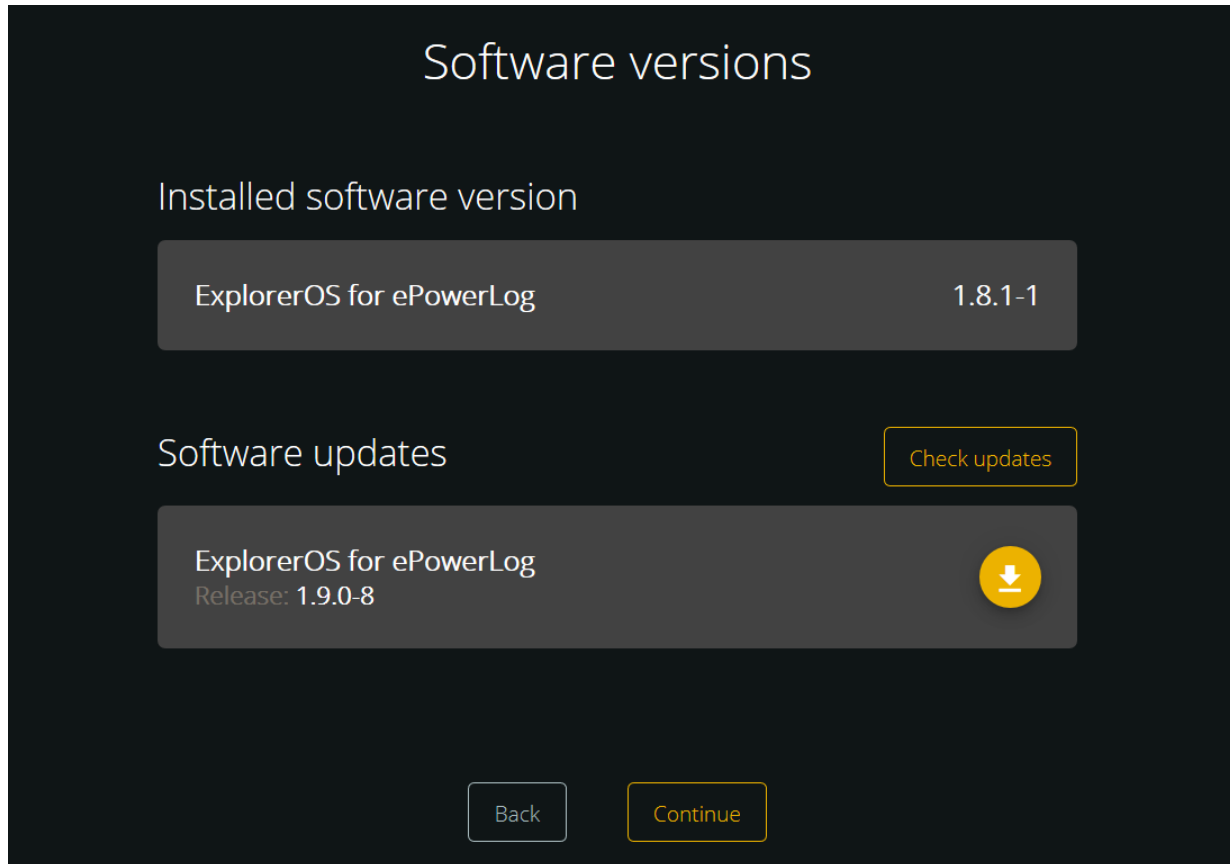 Software versions
Installed software version
ExplorerOS for ePowerLog 1.8.1-1
Software updates
Check updates
ExplorerOS for ePowerLog
Release: 1.9.0-8
Back
Continue